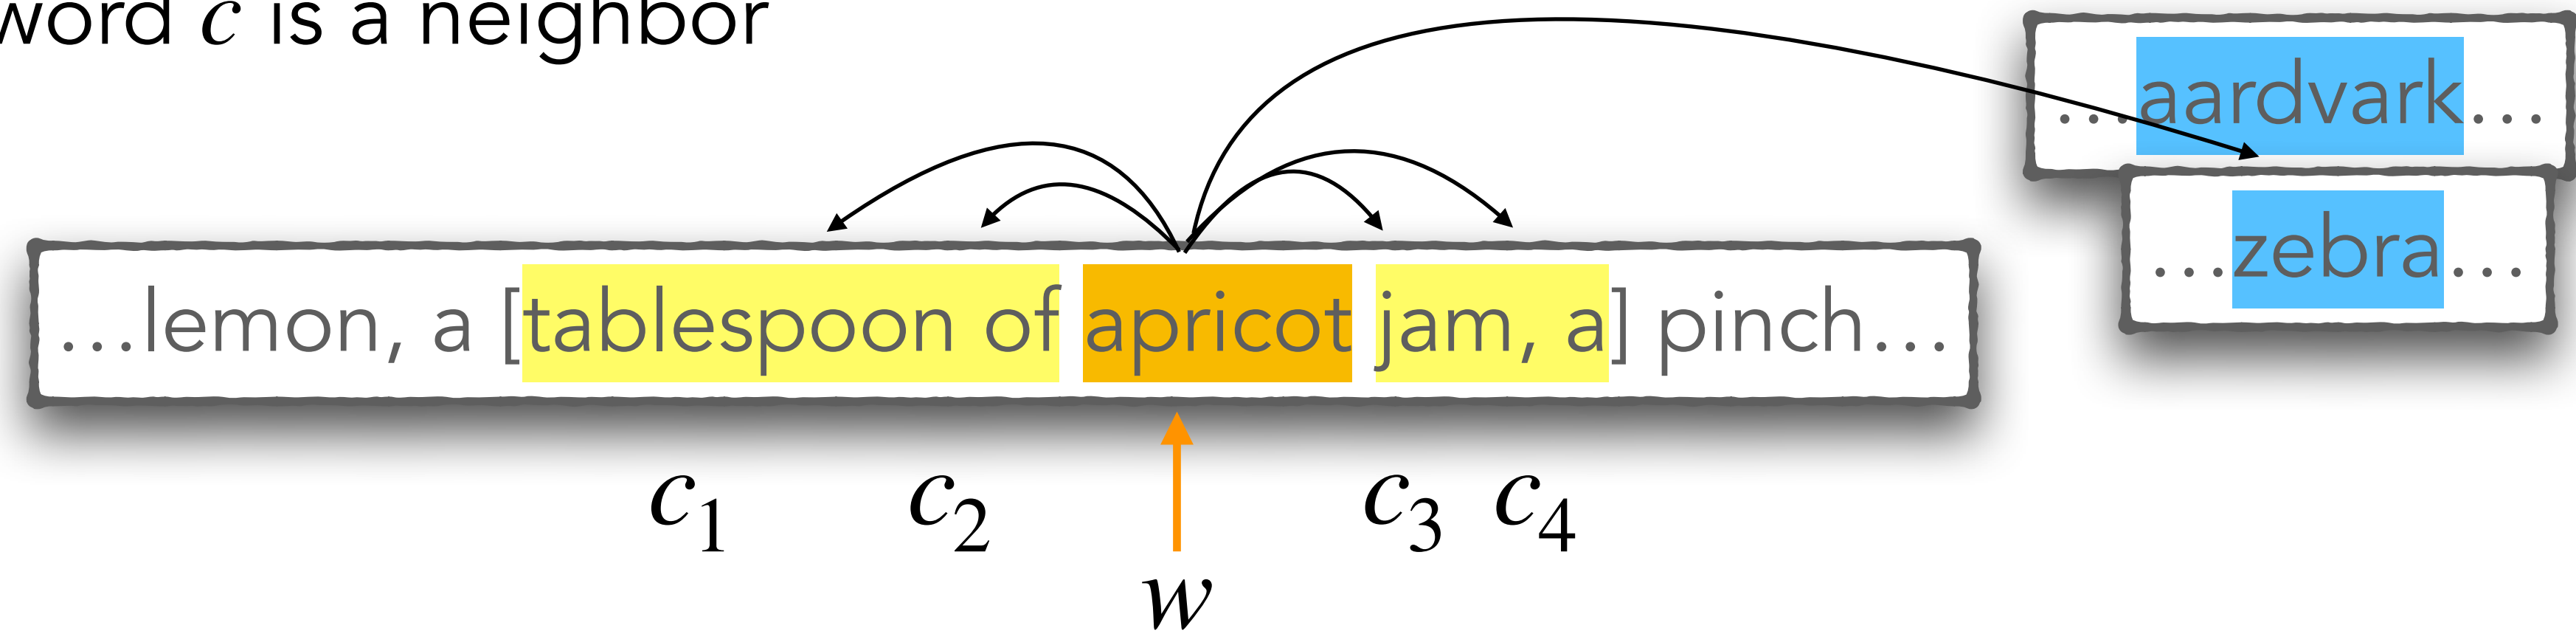 word c is a neighbor
...aardvark...
...zebra...
...lemon, a [tablespoon of apricot jam, a] pinch...
c1 c2 c3 c4
w